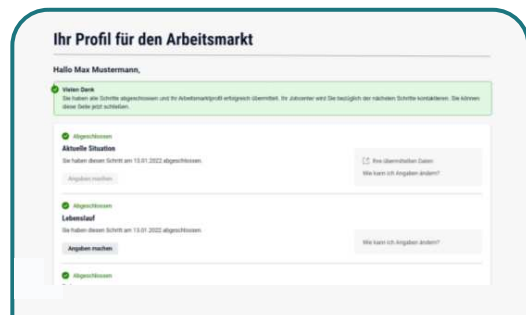 Ihr Profil für den Arbeitsmarkt
Hallo Max Mustermann,
Vielen Dank
Sie haben alle Schritte abgeschlossen und Ihr Arbeitsmarktprofil erfolgreich übermittelt. Ihr Jobcenter wird Sie bezüglich der nächsten Schritte kontaktieren. Sie können
diese Seite jetzt schließen.
Abgeschlossen
Aktuelle Situation
Sie haben diesen Schritt am 13.01.2022 abgeschlossen.
Ihre übermittelten Daten
Wie kann ich Angaben ändern?
Angaben machen
Abgeschlossen
Lebenslauf
Sie haben diesen Schritt am 13.01.2022 abgeschlossen.
Wie kann ich Angaben ändern?
Angaben machen
Abgeschlossen